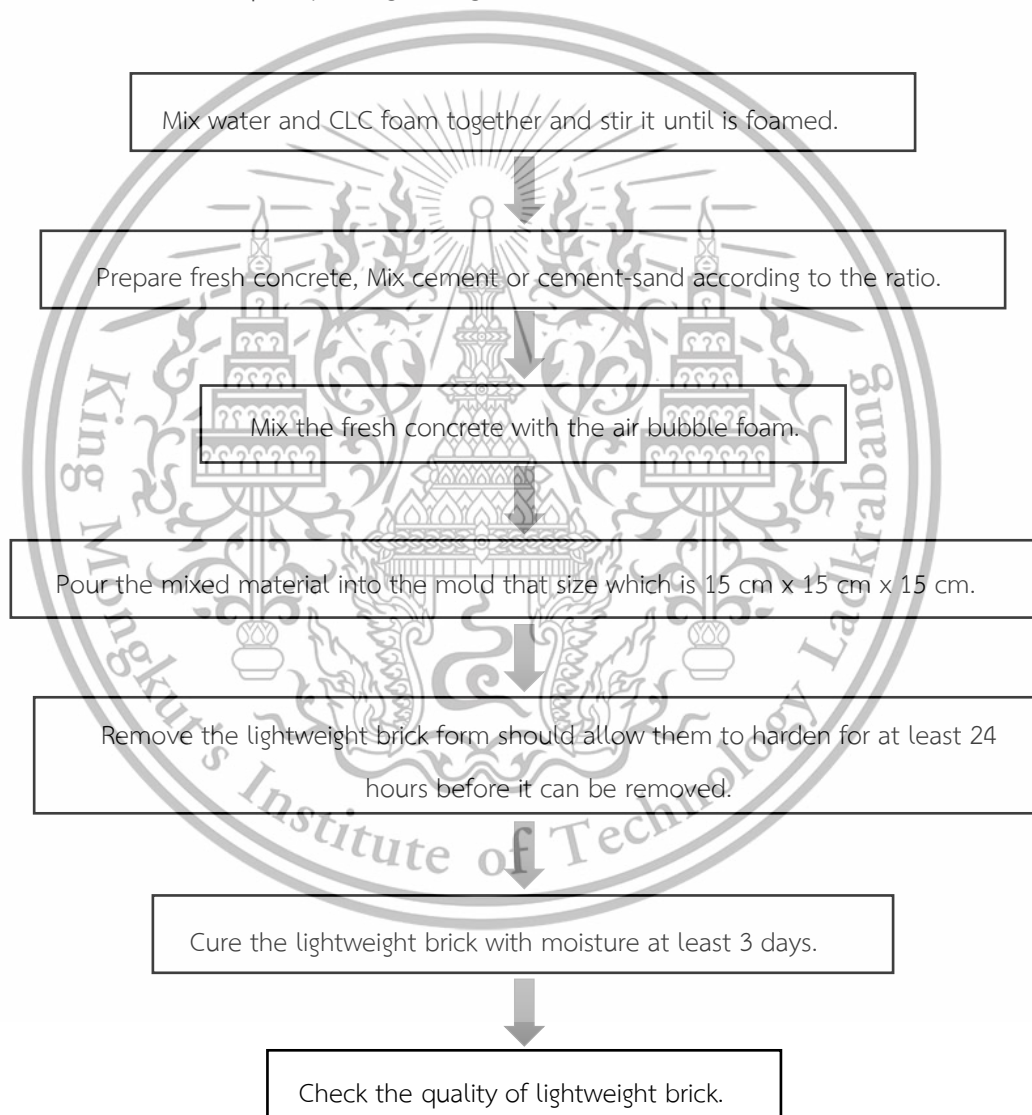 Mix water and CLC foam together and stir it until is foamed.
Prepare fresh concrete, Mix cement or cement-sand according to the ratio.
Mix the fresh concrete with the air bubble foam.
Pour the mixed material into the mold that size which is 15 cm x 15 cm x 15 cm.
Remove the lightweight brick form should allow them to harden for at least 24
hours before it can be removed.
Cure the lightweight brick with moisture at least 3 days.
Check the quality of lightweight brick.
King Mongkut's Institute of Technology Ladkrabang